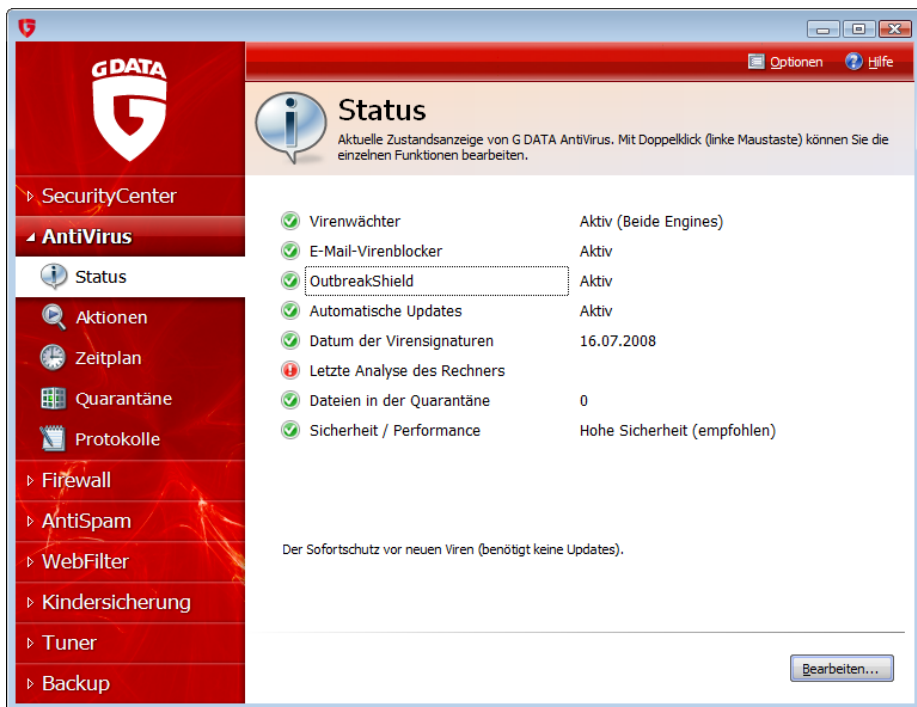 Optionen
Hilfe
G DATA
Status
Aktuelle Zustandsanzeige von G DATA AntiVirus. Mit Doppelklick (linke Maustaste) können Sie die
einzelnen Funktionen bearbeiten.
SecurityCenter
AntiVirus
Status
Aktionen
Zeitplan
Quarantäne
Protokolle
Firewall
AntiSpam
WebFilter
Kindersicherung
Tuner
Backup
Virenwächter Aktiv (Beide Engines)
E-Mail-Virenblocker Aktiv
OutbreakShield Aktiv
Automatische Updates Aktiv
Datum der Virensignaturen 16.07.2008
Letzte Analyse des Rechners
Dateien in der Quarantäne 0
Sicherheit / Performance Hohe Sicherheit (empfohlen)
Der Sofortschutz vor neuen Viren (benötigt keine Updates).
Bearbeiten...